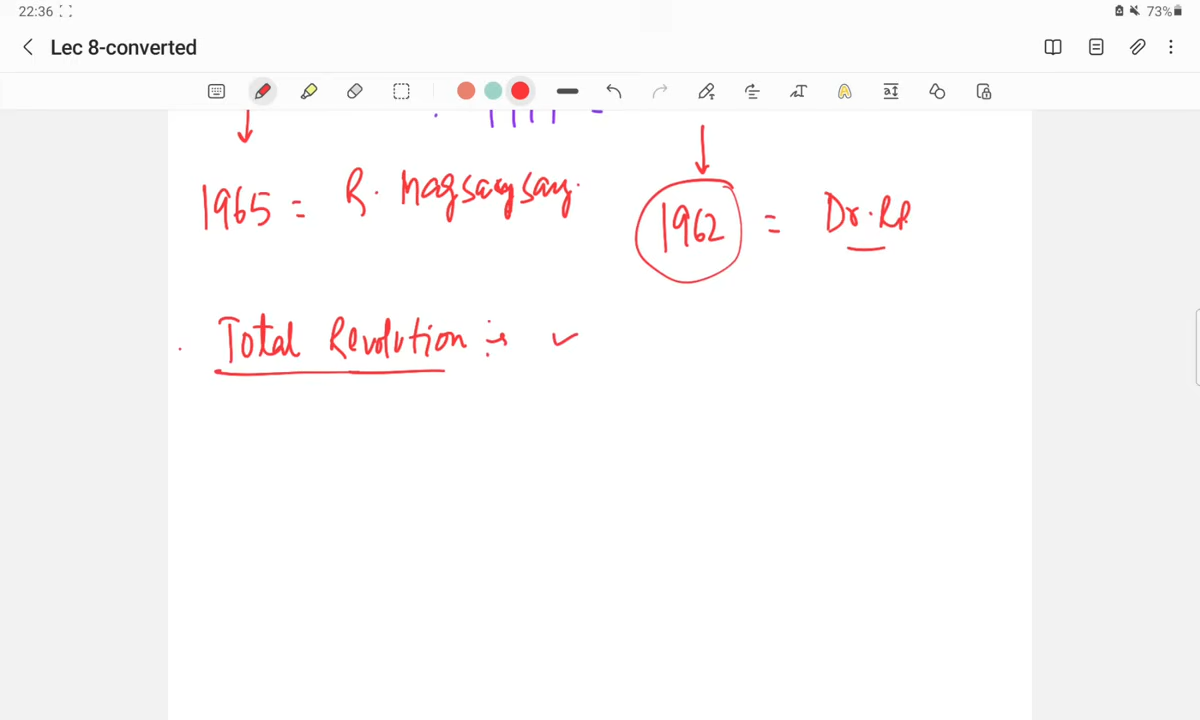 22:36
73%
Lec 8-converted
1965 = R. Magsaysay.
1962 = Dr. RP
Total Revolution :-